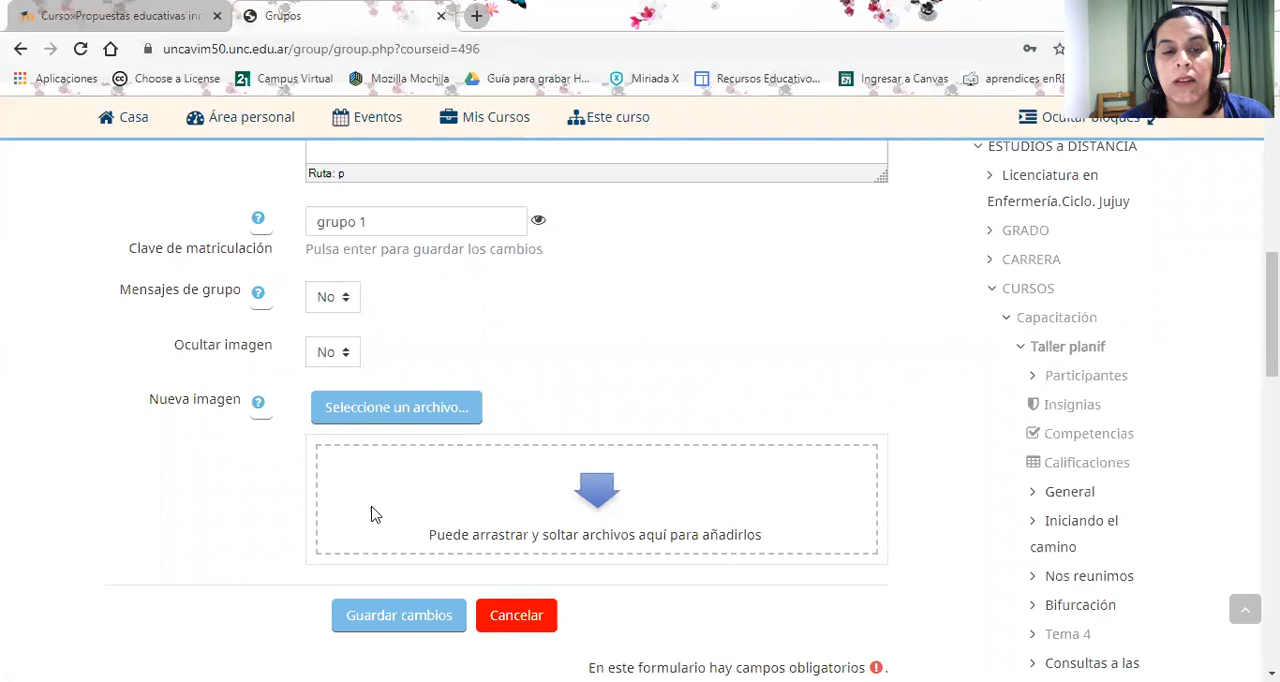 Curso: Propuestas educativas in
Grupos
uncavim50.unc.edu.ar/group/group.php?courseid=496
Aplicaciones
Choose a License
Campus Virtual
Mozilla Mochila
Guía para grabar H...
Miriada X
Recursos Educativo...
Ingresar a Canvas
aprendices enRE
Casa
Área personal
Eventos
Mis Cursos
Este curso
Ocultar bloques
Ruta: p
Clave de matriculación
grupo 1
Pulsa enter para guardar los cambios
Mensajes de grupo
No
Ocultar imagen
No
Nueva imagen
Seleccione un archivo...
Puede arrastrar y soltar archivos aquí para añadirlos
Guardar cambios
Cancelar
En este formulario hay campos obligatorios .
ESTUDIOS a DISTANCIA
Licenciatura en
Enfermería.Ciclo. Jujuy
GRADO
CARRERA
CURSOS
Capacitación
Taller planif
Participantes
Insignias
Competencias
Calificaciones
General
Iniciando el
camino
Nos reunimos
Bifurcación
Tema 4
Consultas a las